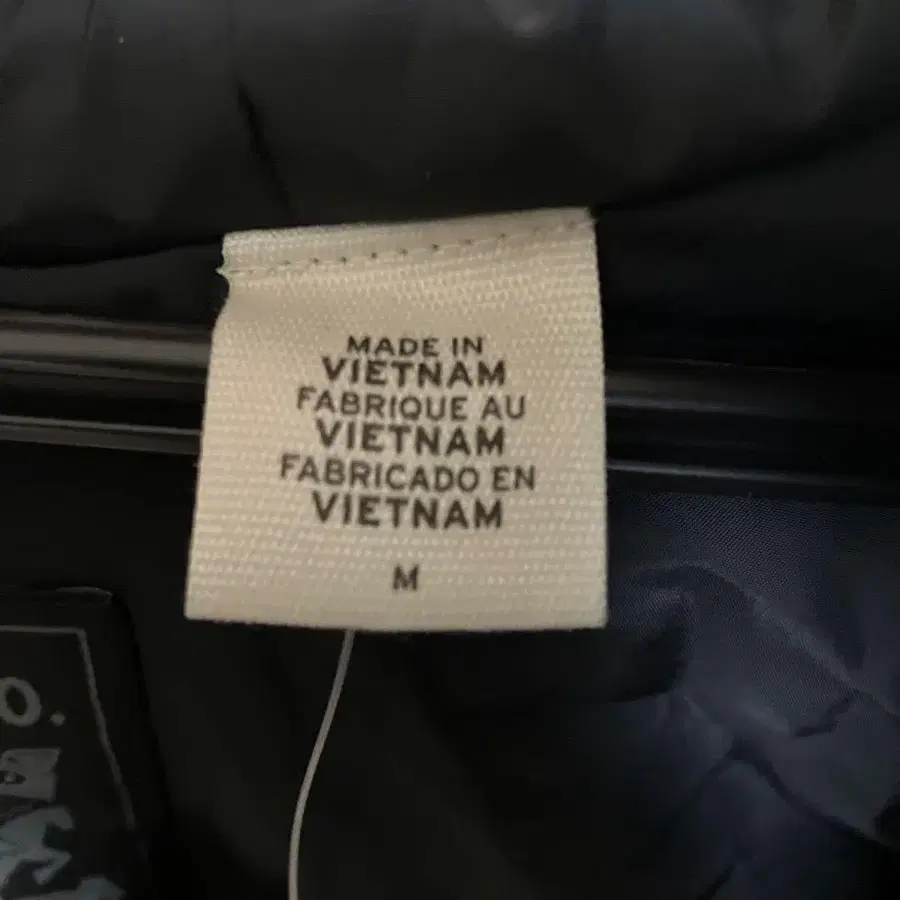 MADE IN
VIETNAM
FABRIQUE AU
VIETNAM
FABRICADO EN
VIETNAM
M
O.